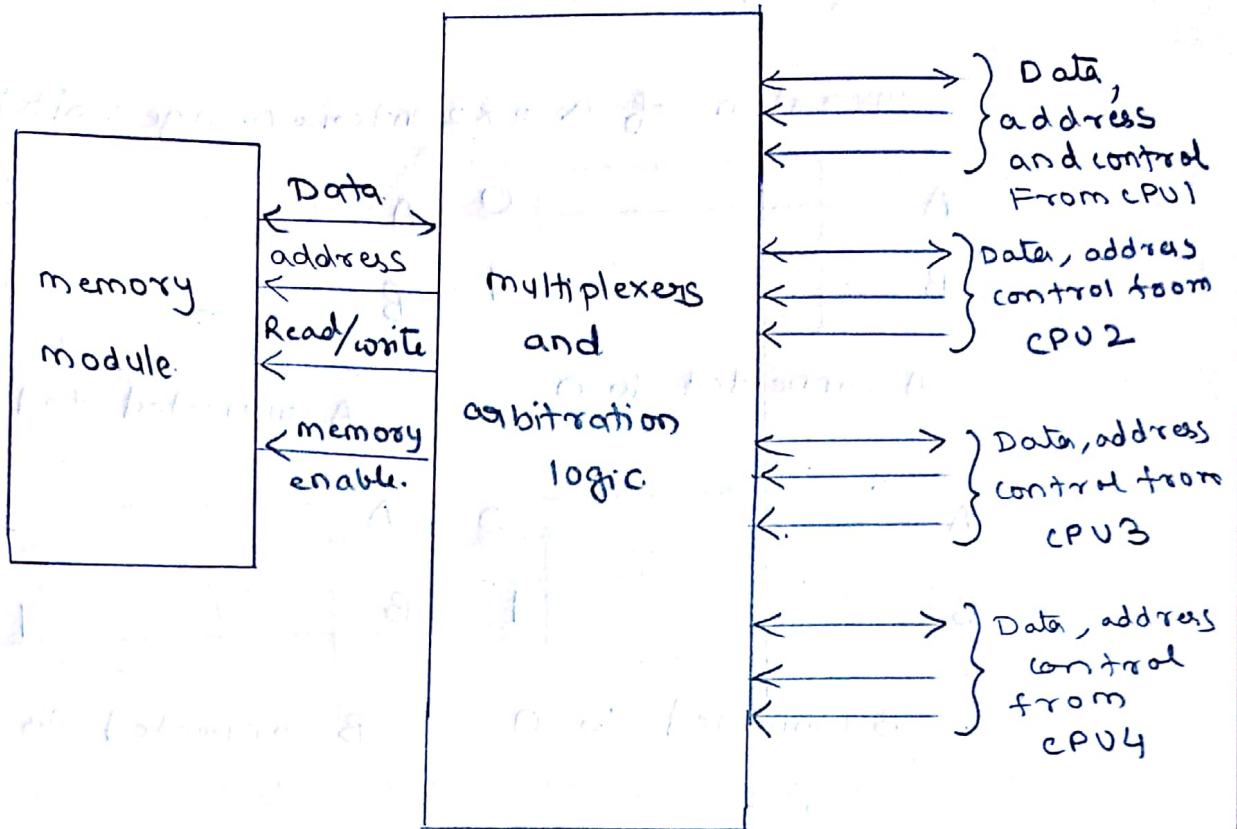 Data
address
Read/write
memory
enable.
memory
module.
multiplexers
and
arbitration
logic.
Data,
address
and control
From CPU1
Data, address
control from
CPU2
Data, address
control from
CPU3
Data, address
control
from
CPU4